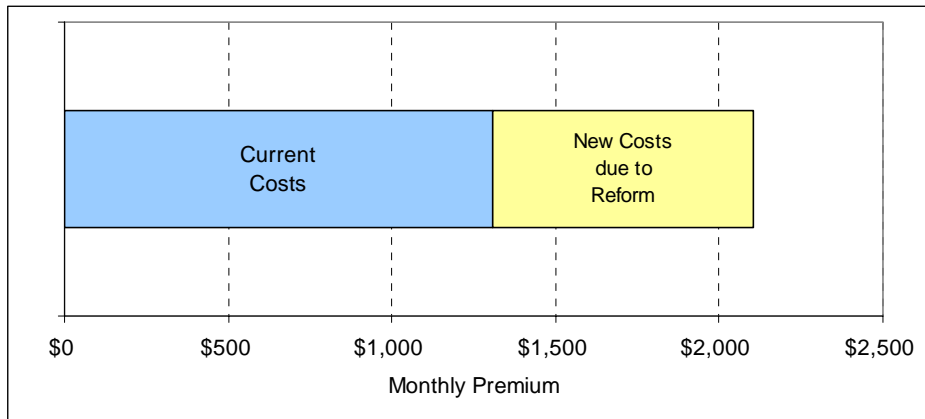 Current
Costs
New Costs
due to
Reform
$0 $500 $1,000 $1,500 $2,000 $2,500
Monthly Premium